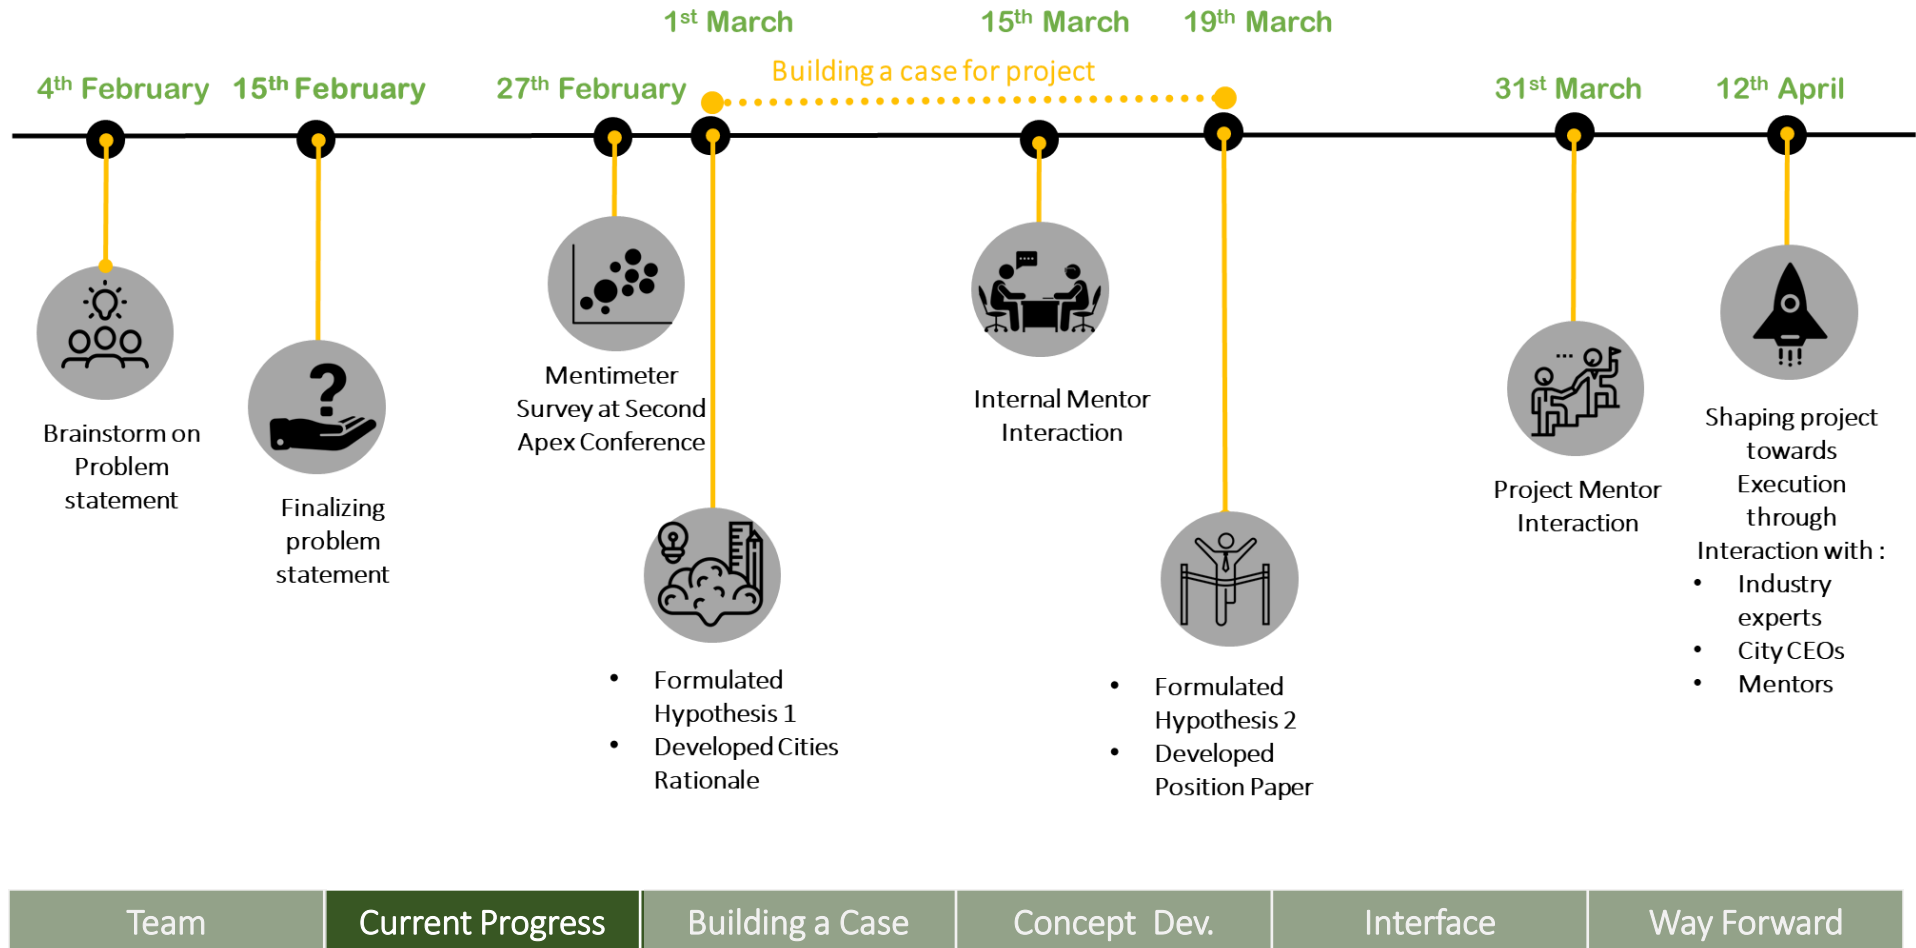 1st March
15th March
19th March
Building a case for project
4th February
15th February
27th February
31st March
12th April
Brainstorm on
Problem
statement
Finalizing
problem
statement
Mentimeter
Survey at Second
Apex Conference
• Formulated
Hypothesis 1
• Developed Cities
Rationale
Internal Mentor
Interaction
• Formulated
Hypothesis 2
• Developed
Position Paper
Project Mentor
Interaction
Shaping project
towards
Execution
through
Interaction with :
• Industry
experts
• City CEOs
• Mentors
Team
Current Progress
Building a Case
Concept Dev.
Interface
Way Forward